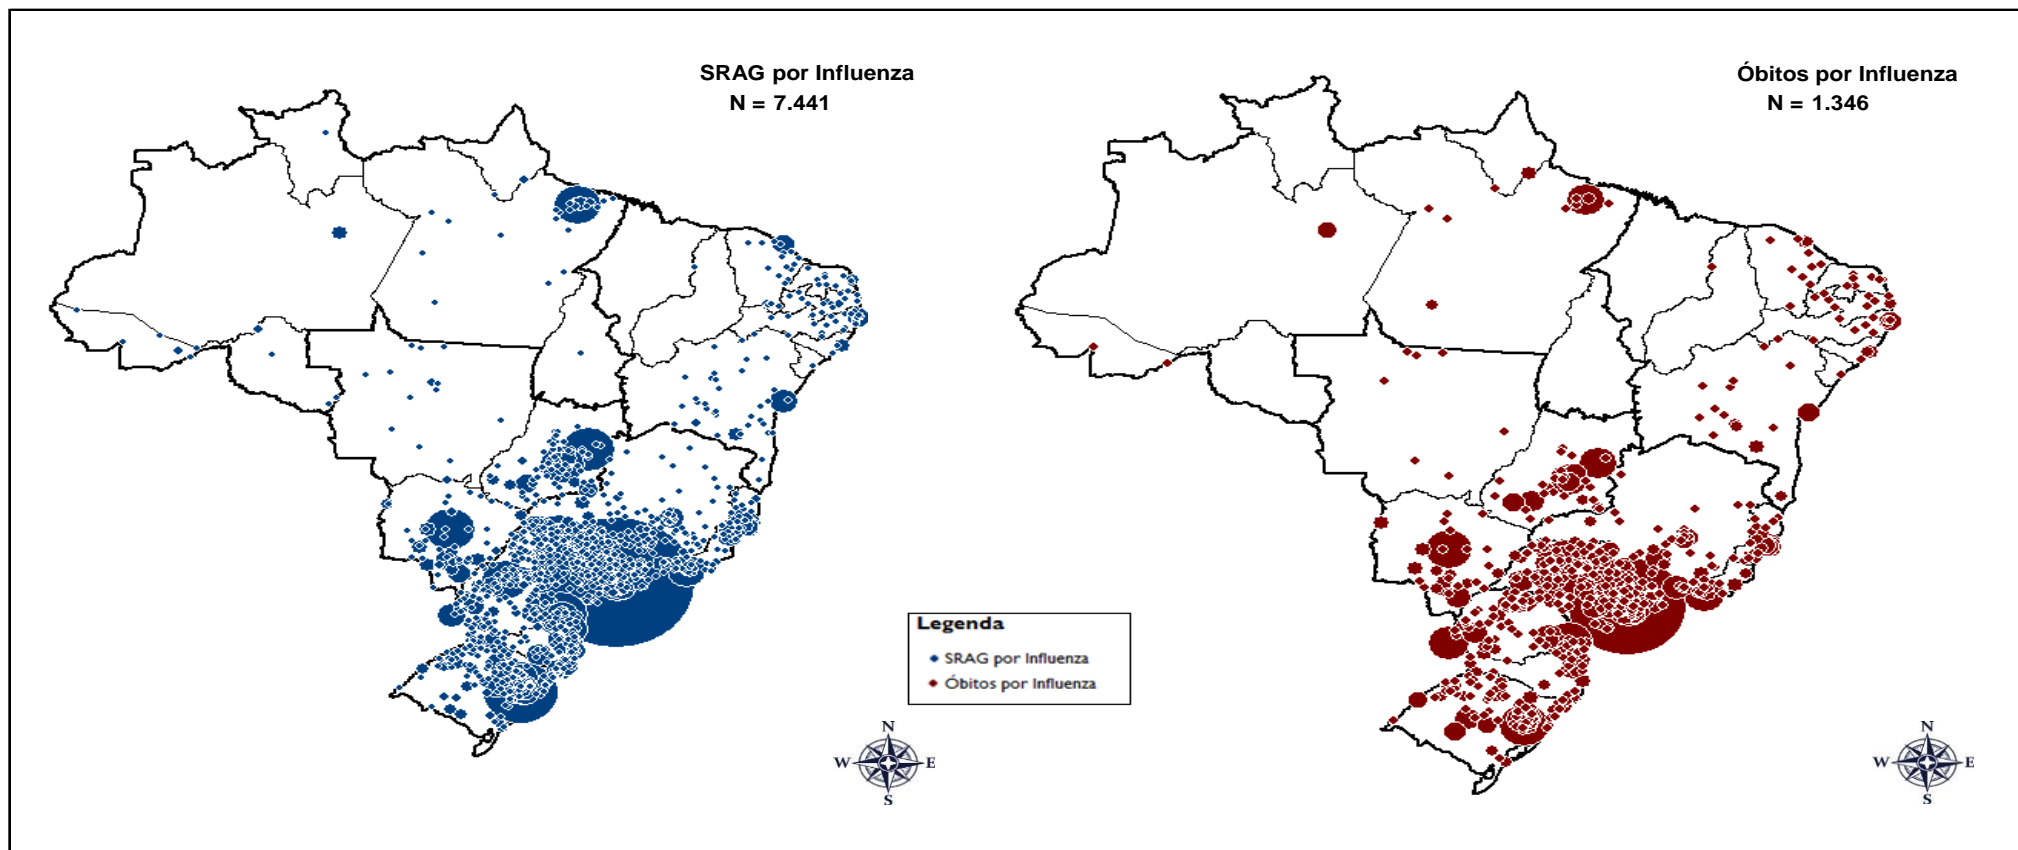 SRAG por Influenza
N = 7.441
Óbitos por Influenza
N = 1.346
Legenda
SRAG por Influenza
Óbitos por Influenza
N
W E
S
N
W E
S